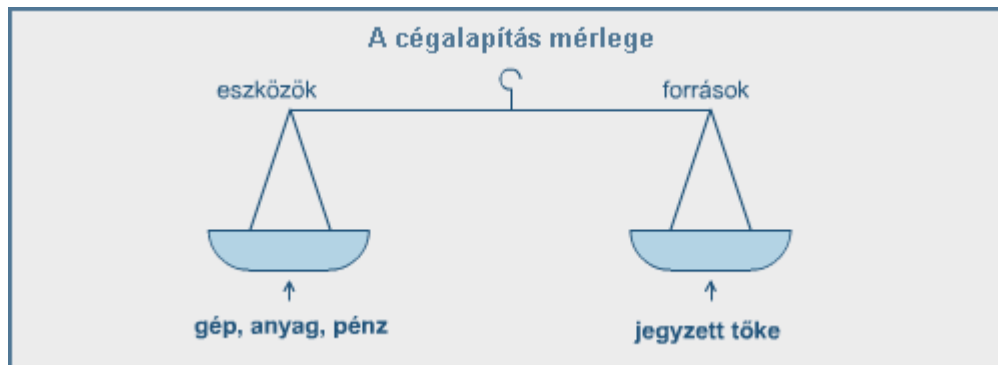 A cégalapítás mérlege
eszközök
források
gép, anyag, pénz
jegyzett tőke